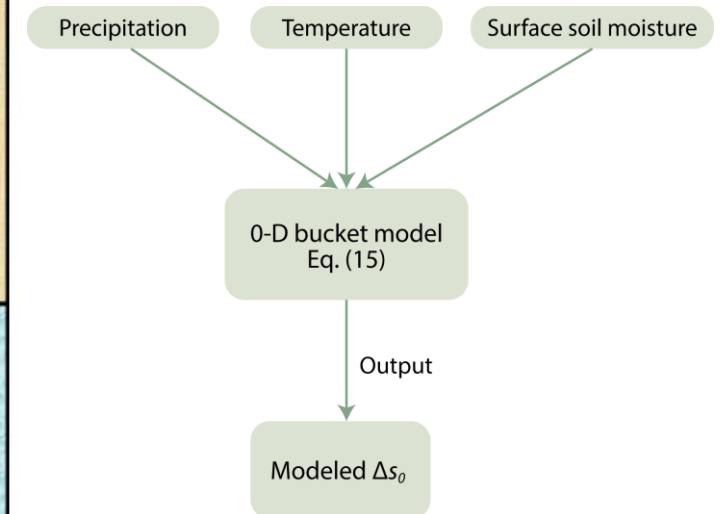 Precipitation
Temperature
Surface soil moisture
0-D bucket model
Eq. (15)
Output
Modeled Δs₀